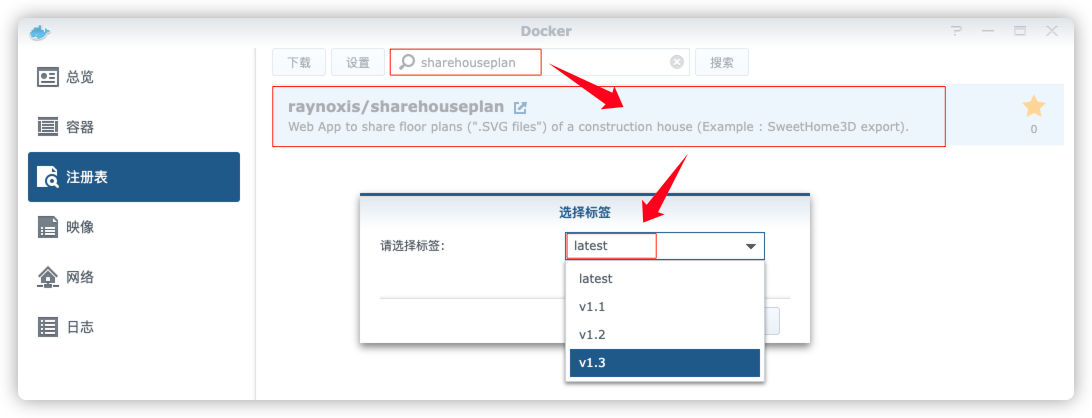 Docker
总览
容器
注册表
映像
网络
日志
下载 设置 sharehouseplan 搜索
raynoxis/sharehouseplan
Web App to share floor plans (".SVG files") of a construction house (Example : SweetHome3D export).
0
选择标签
请选择标签: latest
latest
v1.1
v1.2
v1.3